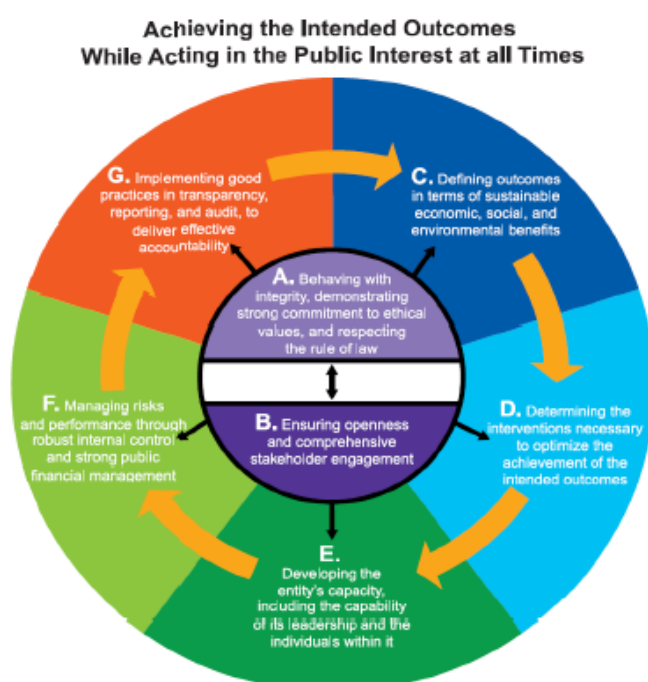 Achieving the Intended Outcomes
While Acting in the Public Interest at all Times
G. Implementing good
practices in transparency,
reporting, and audit, to
deliver effective
accountability
C. Defining outcomes
in terms of sustainable
economic, social, and
environmental benefits
A. Behaving with
integrity, demonstrating
strong commitment to ethical
values, and respecting
the rule of law
F. Managing risks
and performance through
robust internal control
and strong public
financial management
B. Ensuring openness
and comprehensive
stakeholder engagement
D. Determining the
interventions necessary
to optimize the
achievement of the
intended outcomes
E.
Developing the
entity's capacity,
including the capability
of its leadership and the
individuals within it